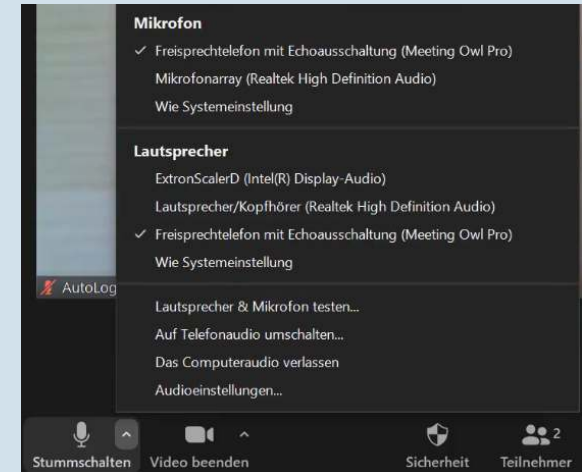 Mikrofon
Freisprechtelefon mit Echoausschaltung (Meeting Owl Pro)
Mikrofonarray (Realtek High Definition Audio)
Wie Systemeinstellung
Lautsprecher
ExtronScalerD (Intel(R) Display-Audio)
Lautsprecher/Kopfhörer (Realtek High Definition Audio)
Freisprechtelefon mit Echoausschaltung (Meeting Owl Pro)
Wie Systemeinstellung
AutoLog
Lautsprecher & Mikrofon testen...
Auf Telefonaudio umschalten...
Das Computeraudio verlassen
Audioeinstellungen...
2
Stummschalten Video beenden Sicherheit Teilnehmer